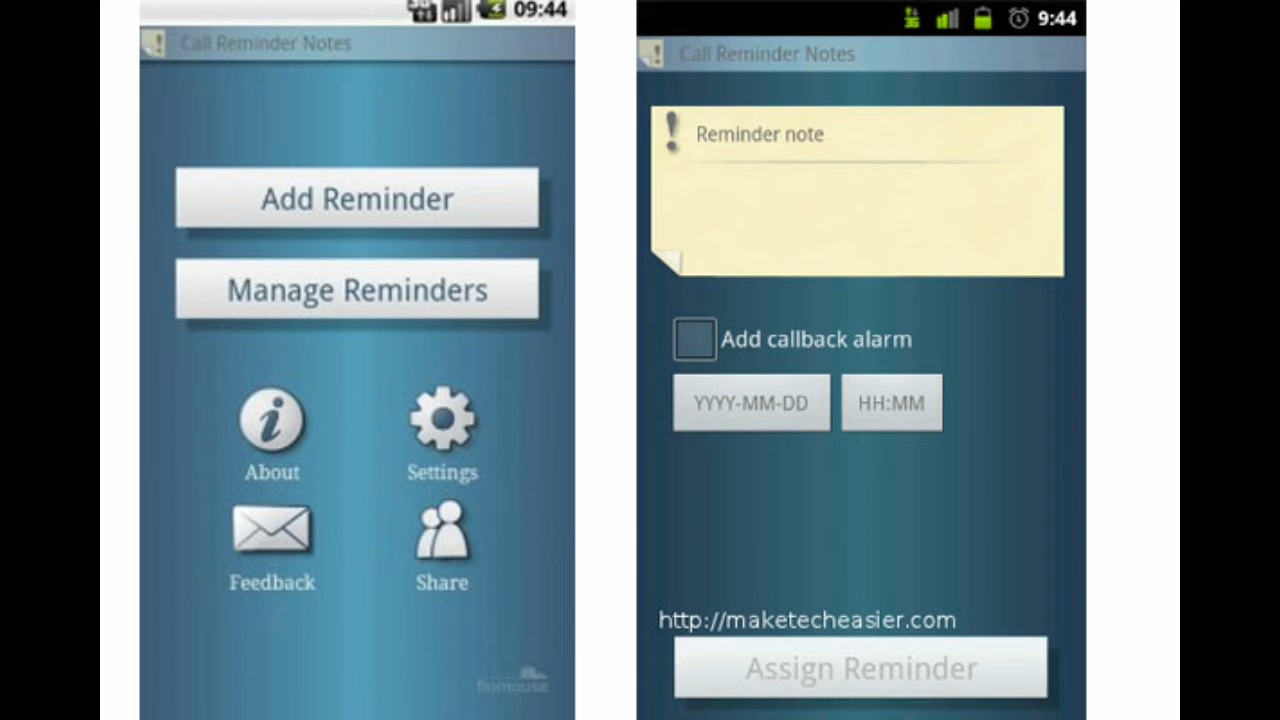 09:44
Call Reminder Notes
Add Reminder
Manage Reminders
About
Settings
Feedback
Share
finmouse
9:44
Call Reminder Notes
Reminder note
Add callback alarm
YYYY-MM-DD
HH:MM
http://maketecheasier.com
Assign Reminder